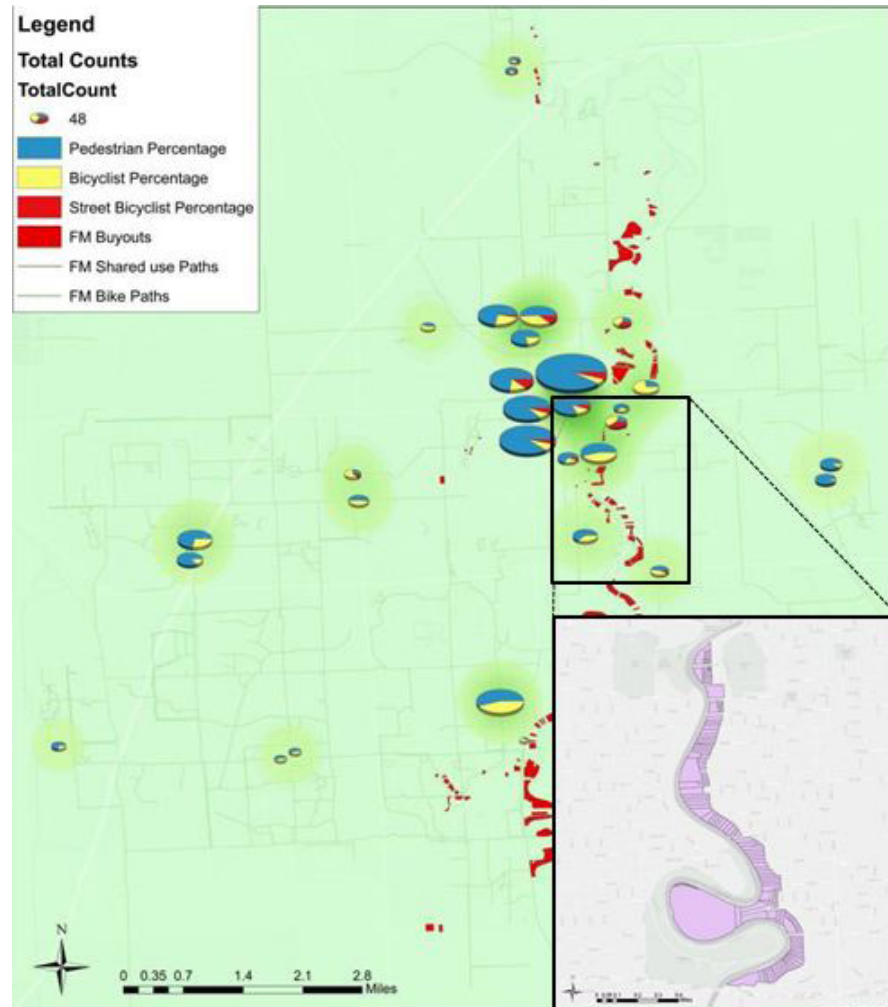 Legend
Total Counts
TotalCount
48
Pedestrian Percentage
Bicyclist Percentage
Street Bicyclist Percentage
FM Buyouts
FM Shared use Paths
FM Bike Paths
N
0 0.35 0.7 1.4 2.1 2.8
Miles